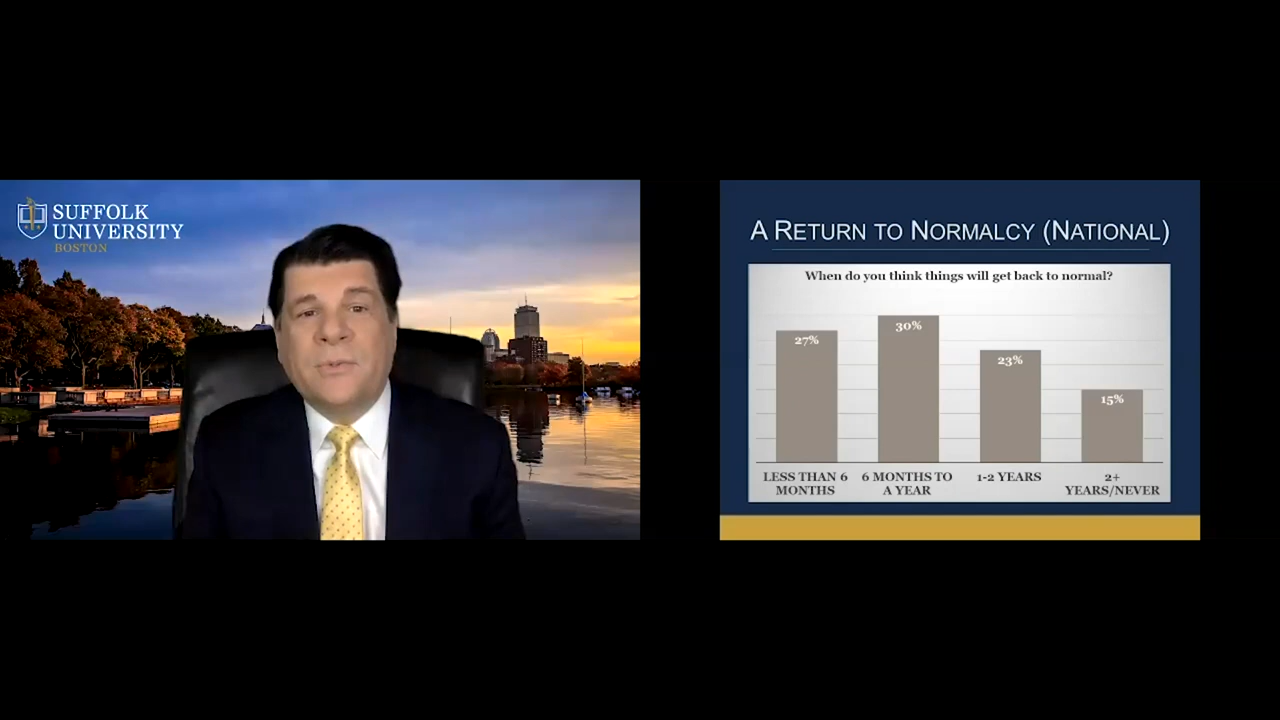 SUFFOLK
UNIVERSITY
BOSTON
A RETURN TO NORMALCY (NATIONAL)
When do you think things will get back to normal?
27%
30%
23%
15%
LESS THAN 6
MONTHS
6 MONTHS TO
A YEAR
1-2 YEARS
2+
YEARS/NEVER